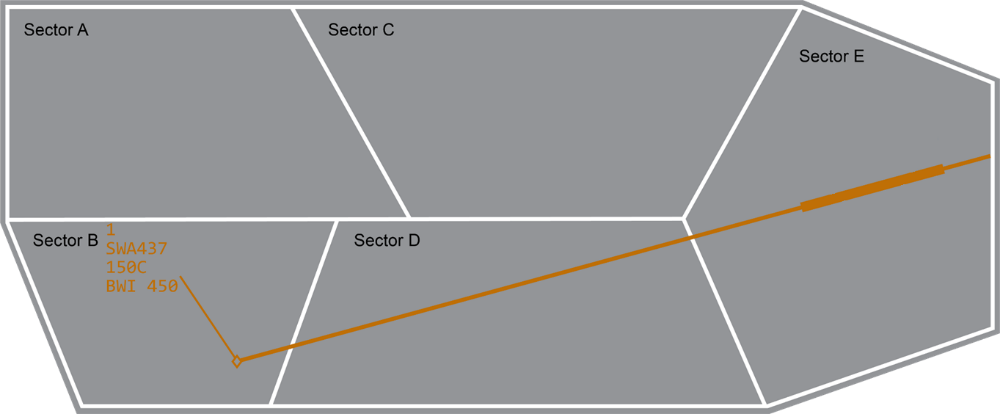 Sector A
Sector C
Sector E
Sector B
Sector D
1
SWA437
150C
BWI 450